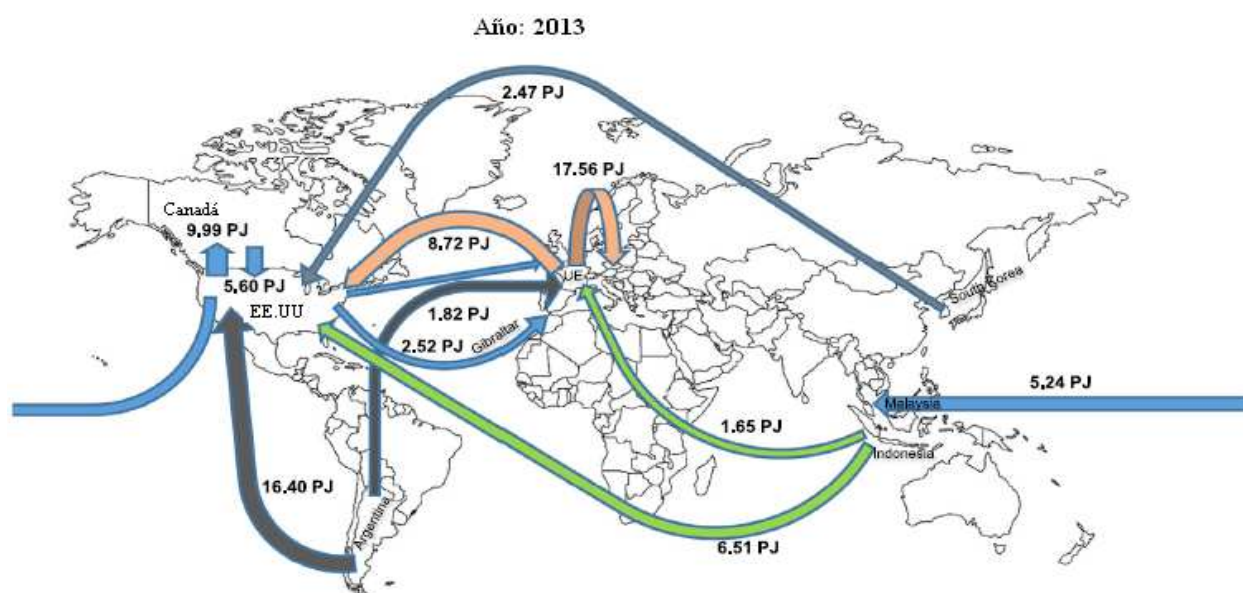 Año: 2013
2.47 PJ
17.56 PJ
Canadá
9,99 PJ
8,72 PJ
5,60 PJ
UE
EE.UU
South Korea
1.82 PJ
Gibraltar
2.52 PJ
5,24 PJ
Malaysia
1.65 PJ
Indonesia
16.40 PJ
Argentina
6.51 PJ